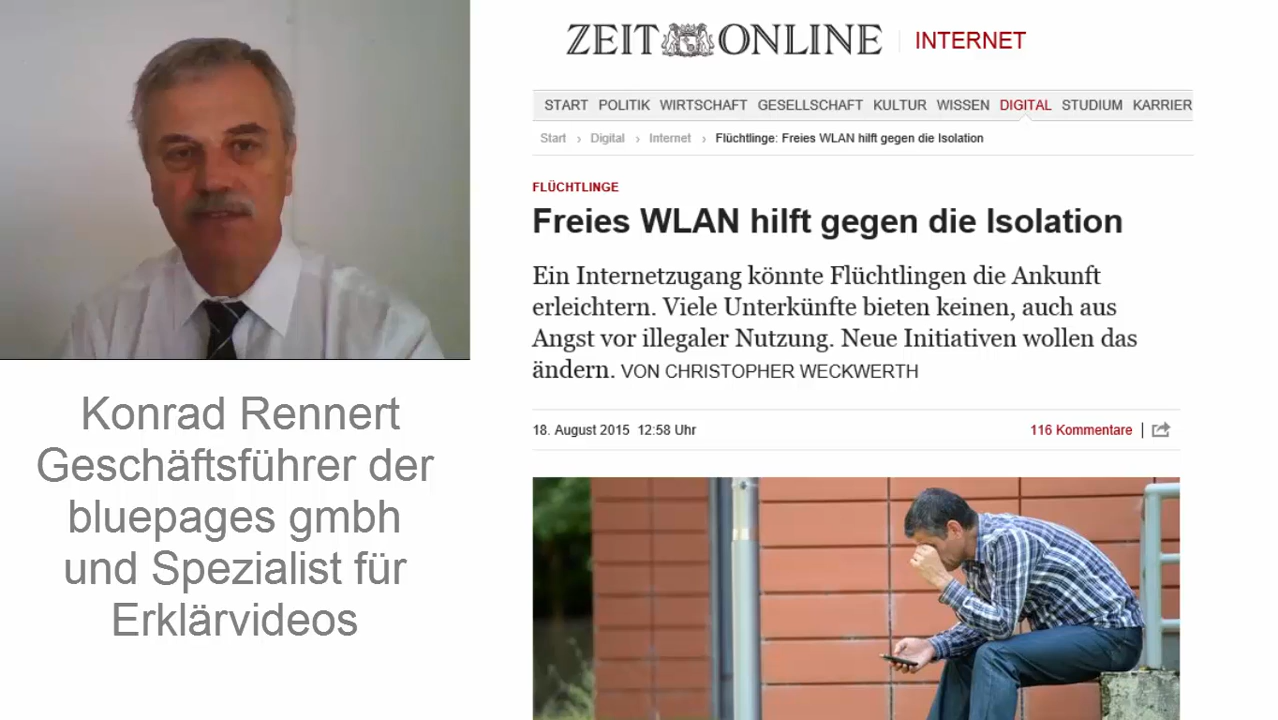 Konrad Rennert
Geschäftsführer der
bluepages gmbh
und Spezialist für
Erklärvideos
ZEIT ONLINE INTERNET
START POLITIK WIRTSCHAFT GESELLSCHAFT KULTUR WISSEN DIGITAL STUDIUM KARRIER
Start › Digital › Internet › Flüchtlinge: Freies WLAN hilft gegen die Isolation
FLÜCHTLINGE
Freies WLAN hilft gegen die Isolation
Ein Internetzugang könnte Flüchtlingen die Ankunft
erleichtern. Viele Unterkünfte bieten keinen, auch aus
Angst vor illegaler Nutzung. Neue Initiativen wollen das
ändern. VON CHRISTOPHER WECKWERTH
18. August 2015 12:58 Uhr 116 Kommentare |